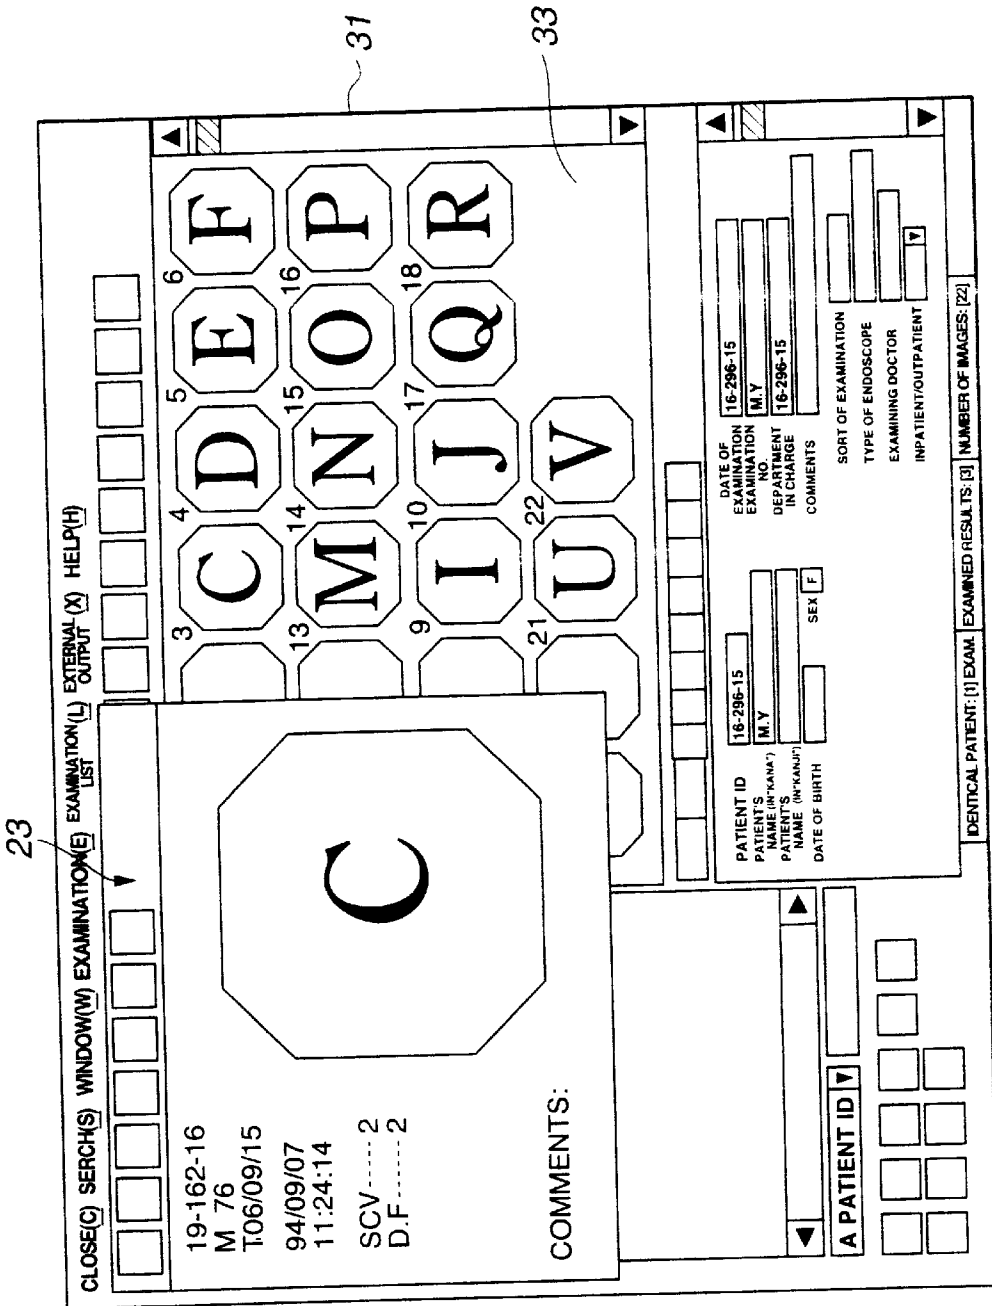 23
31
33
CLOSE(C) SERCH(S) WINDOW(W) EXAMINATION(E) EXAMINATION LIST (L) EXTERNAL OUTPUT (X) HELP(H)
19-162-16
M 76
T.06/09/15
94/09/07
11:24:14
SCV-----2
D.F------2
COMMENTS:
C
3 C 4 D 5 E 6 F
13 M 14 N 15 O 16 P
9 I 10 J 17 Q 18 R
21 U 22 V
A PATIENT ID
PATIENT ID 16-296-15
PATIENT'S NAME (IN"KANA") M.Y
PATIENT'S NAME (IN"KANJI")
DATE OF BIRTH SEX F
DATE OF EXAMINATION 16-296-15
EXAMINATION NO. M.Y
DEPARTMENT IN CHARGE 16-296-15
COMMENTS
SORT OF EXAMINATION
TYPE OF ENDOSCOPE
EXAMINING DOCTOR
INPATIENT/OUTPATIENT
IDENTICAL PATIENT: [1] EXAM. EXAMINED RESULTS: [3] NUMBER OF IMAGES: [22]